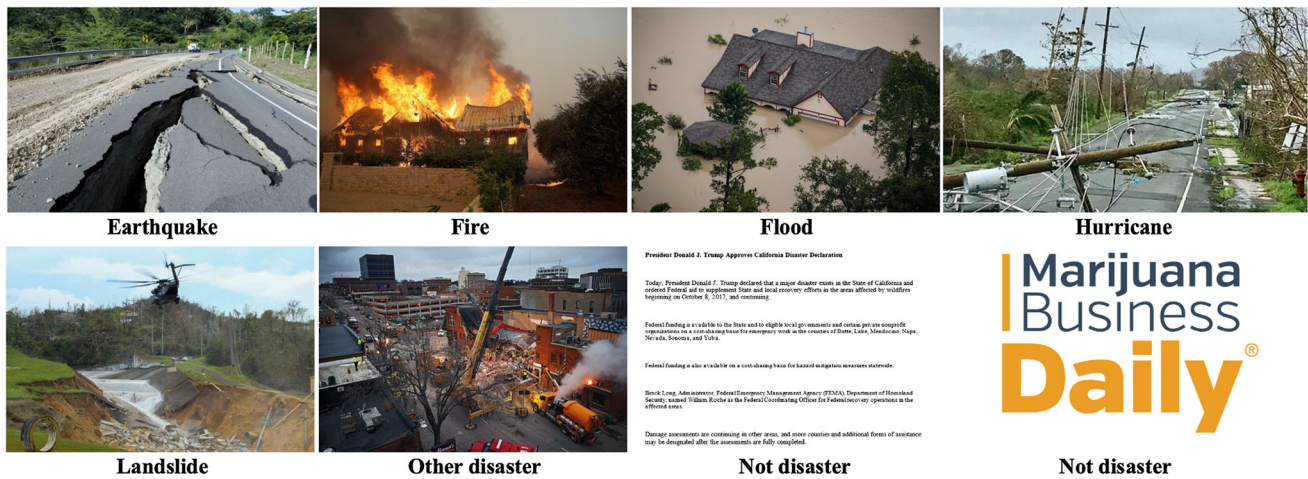 Earthquake
Fire
Flood
Hurricane
President Donald J. Trump Approves California Disaster Declaration
Today, President Donald J. Trump declared that a major disaster exists in the State of California and
ordered Federal aid to supplement State and local recovery efforts in the areas affected by wildfires
beginning on October 8, 2017, and continuing.
Federal funding is available to the State and to eligible local governments and certain private nonprofit
organizations on a cost-sharing basis for emergency work in the counties of Butte, Lake, Mendocino, Napa,
Nevada, Sonoma, and Yuba.
Federal funding is also available on a cost-sharing basis for hazard mitigation measures statewide.
Brock Long, Administrator, Federal Emergency Management Agency (FEMA), Department of Homeland
Security, named William Roche as the Federal Coordinating Officer for Federal recovery operations in the
affected areas.
Damage assessments are continuing in other areas, and more counties and additional forms of assistance
may be designated after the assessments are fully completed.
Marijuana
Business
Daily®
Landslide
Other disaster
Not disaster
Not disaster